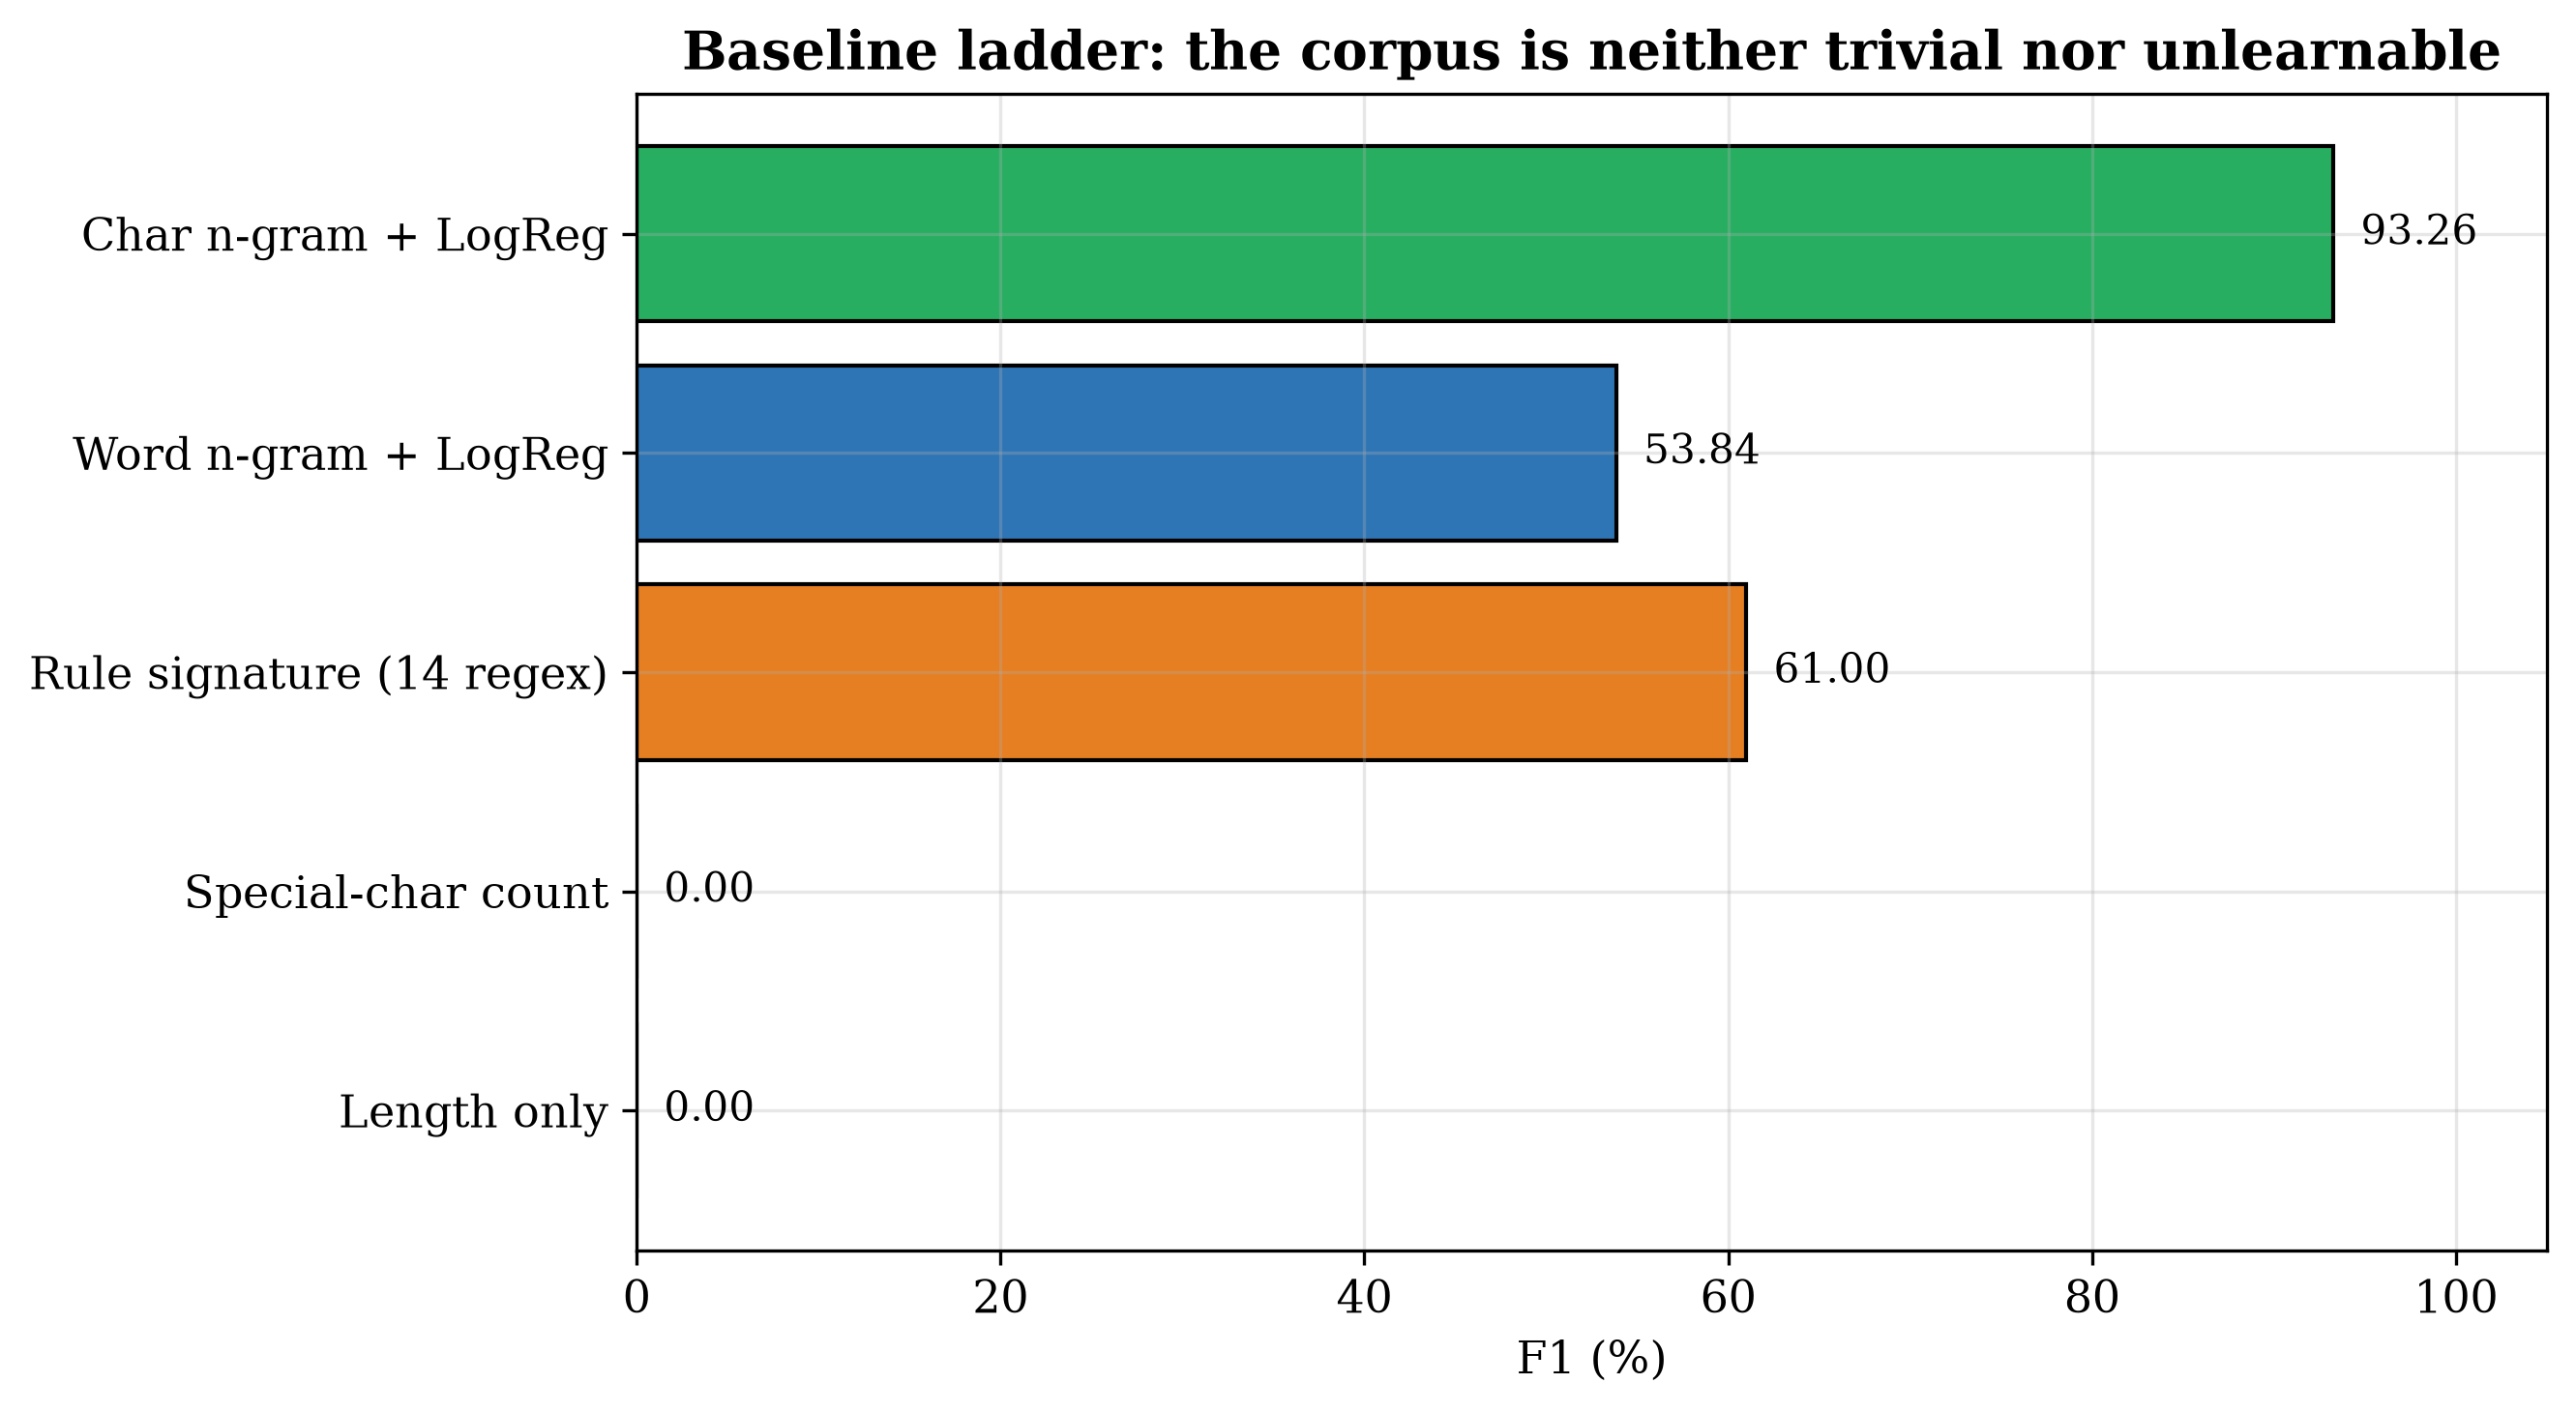 Baseline ladder: the corpus is neither trivial nor unlearnable
Char n-gram + LogReg
93.26
Word n-gram + LogReg
53.84
Rule signature (14 regex)
61.00
Special-char count
0.00
Length only
0.00
0 20 40 60 80 100
F1 (%)